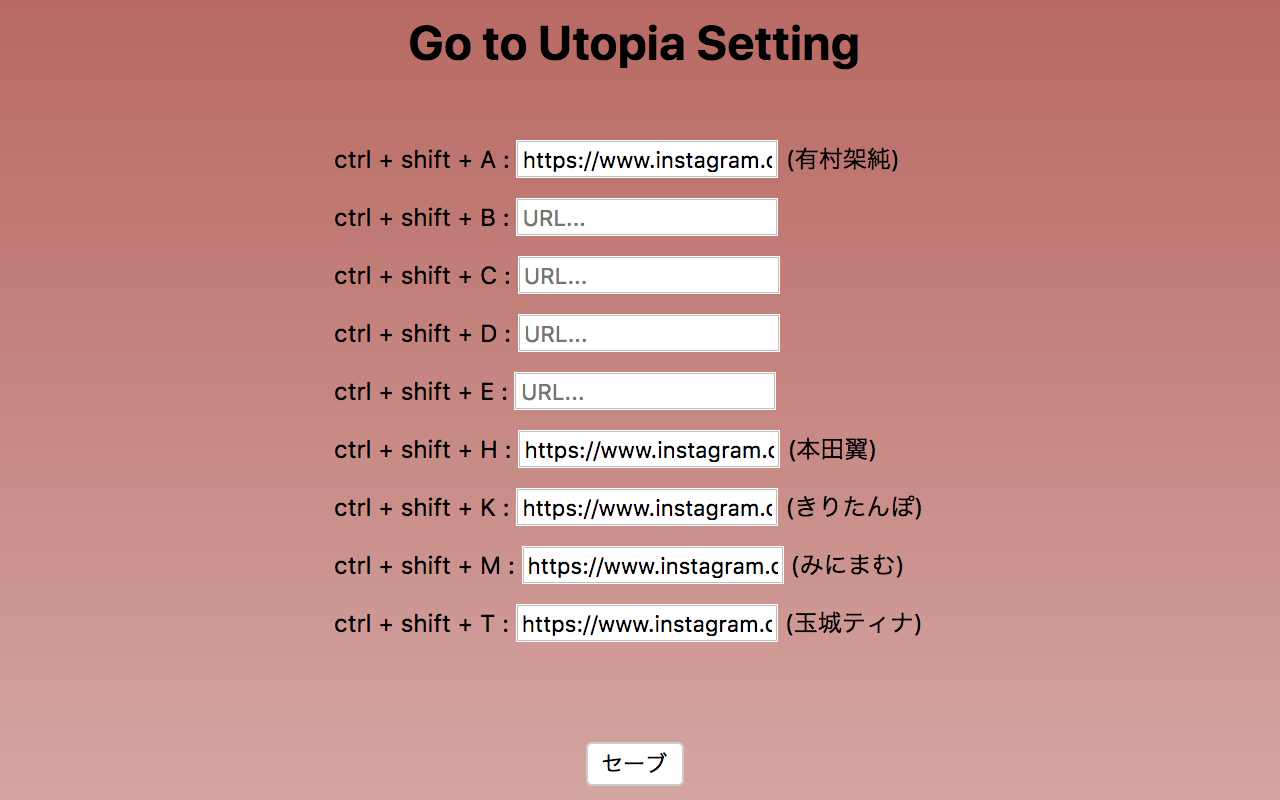 Go to Utopia Setting
ctrl + shift + A : https://www.instagram.c (有村架純)
ctrl + shift + B : URL...
ctrl + shift + C : URL...
ctrl + shift + D : URL...
ctrl + shift + E : URL...
ctrl + shift + H : https://www.instagram.c (本田翼)
ctrl + shift + K : https://www.instagram.c (きりたんぽ)
ctrl + shift + M : https://www.instagram.c (みにまむ)
ctrl + shift + T : https://www.instagram.c (玉城ティナ)
セーブ